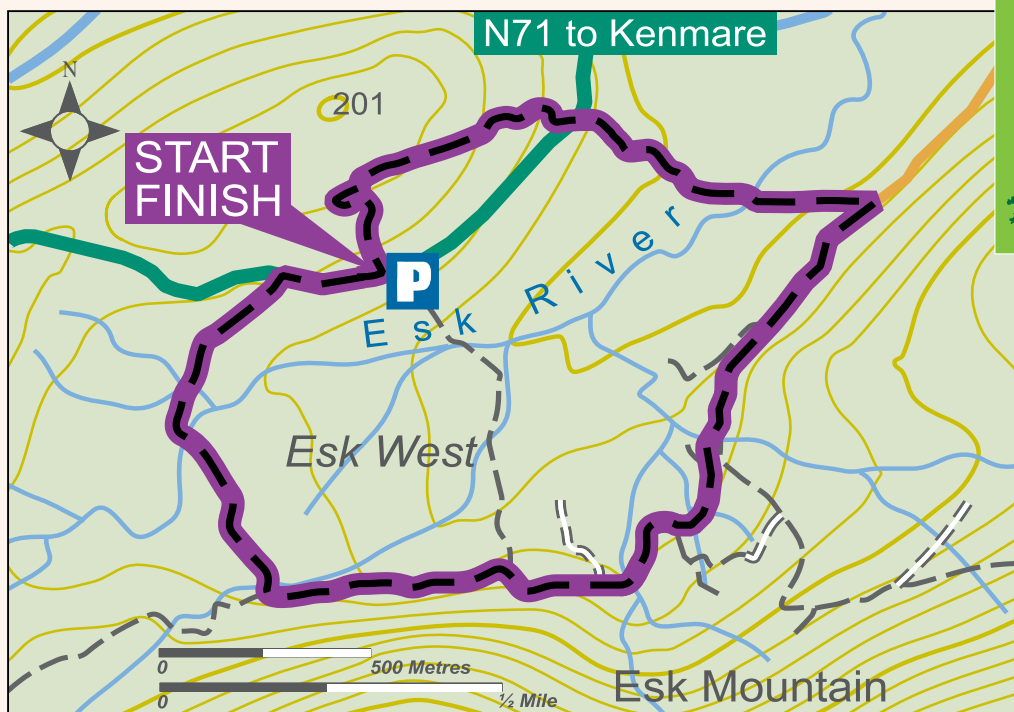 N71 to Kenmare
N
201
START
FINISH
P
Esk River
Esk West
0
500 Metres
0
½ Mile
Esk Mountain